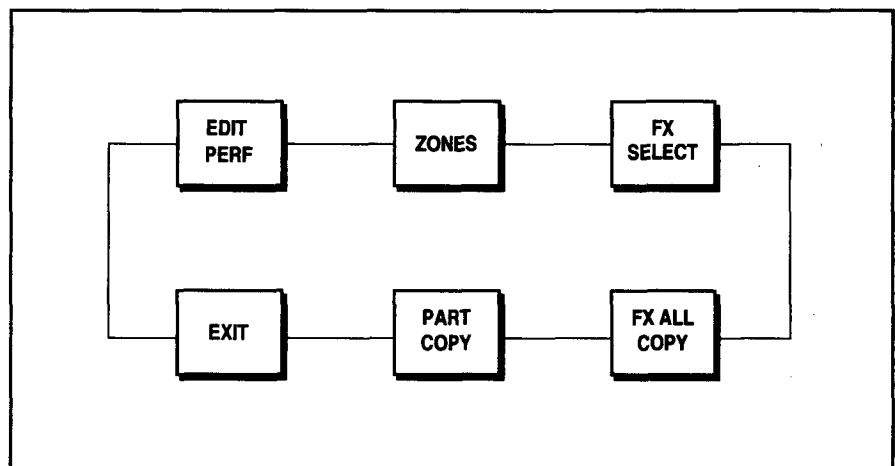 EDIT
PERF
ZONES
FX
SELECT
EXIT
PART
COPY
FX ALL
COPY